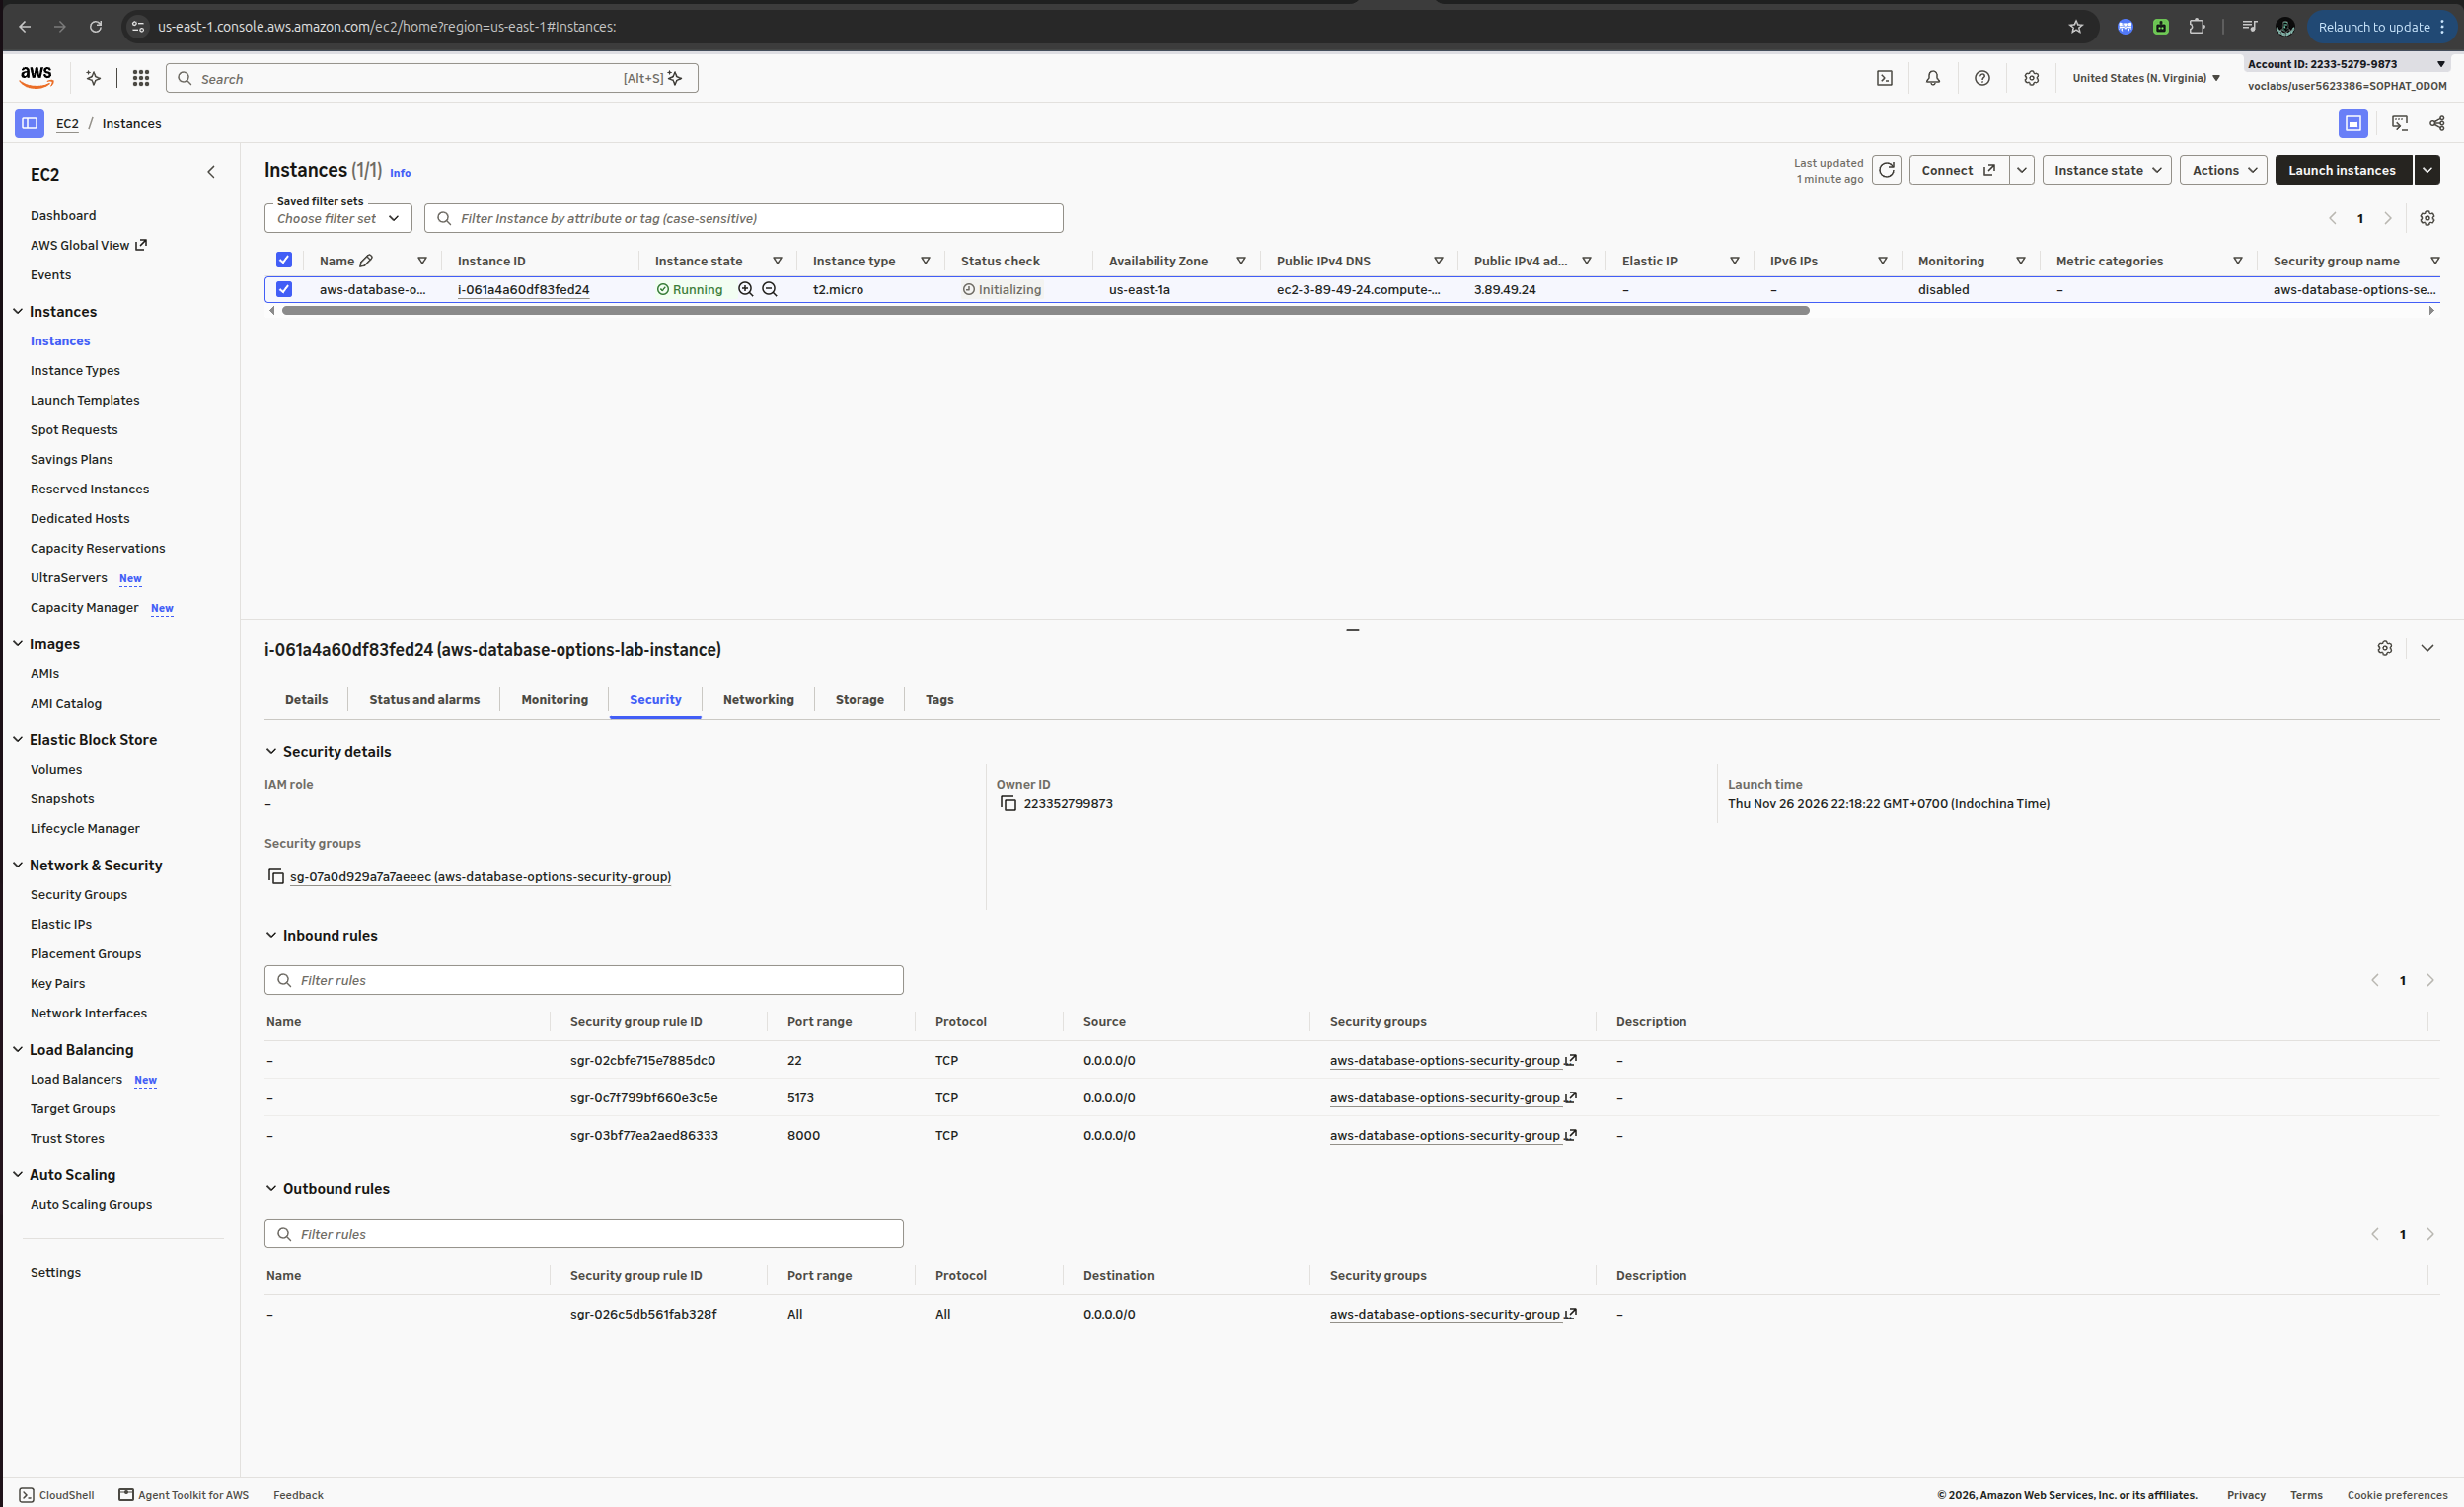 us-east-1.console.aws.amazon.com/ec2/home?region=us-east-1#Instances:
Relaunch to update
aws
Search
[Alt+S]
United States (N. Virginia)
Account ID: 2233-5279-9873
voclabs/user5623386=SOPHAT_ODOM
EC2 / Instances
EC2
Dashboard
AWS Global View
Events
Instances
Instances
Instance Types
Launch Templates
Spot Requests
Savings Plans
Reserved Instances
Dedicated Hosts
Capacity Reservations
UltraServers New
Capacity Manager New
Images
AMIs
AMI Catalog
Elastic Block Store
Volumes
Snapshots
Lifecycle Manager
Network & Security
Security Groups
Elastic IPs
Placement Groups
Key Pairs
Network Interfaces
Load Balancing
Load Balancers New
Target Groups
Trust Stores
Auto Scaling
Auto Scaling Groups
Settings
Instances (1/1) Info
Last updated
1 minute ago
Connect
Instance state
Actions
Launch instances
Saved filter sets
Choose filter set
Filter Instance by attribute or tag (case-sensitive)
1
Name Instance ID Instance state Instance type Status check Availability Zone Public IPv4 DNS Public IPv4 ad... Elastic IP IPv6 IPs Monitoring Metric categories Security group name
aws-database-o... i-061a4a60df83fed24 Running t2.micro Initializing us-east-1a ec2-3-89-49-24.compute-... 3.89.49.24 – – disabled – aws-database-options-se...
i-061a4a60df83fed24 (aws-database-options-lab-instance)
Details Status and alarms Monitoring Security Networking Storage Tags
Security details
IAM role
–
Owner ID
223352799873
Launch time
Thu Nov 26 2026 22:18:22 GMT+0700 (Indochina Time)
Security groups
sg-07a0d929a7a7aeeec (aws-database-options-security-group)
Inbound rules
Filter rules
1
Name Security group rule ID Port range Protocol Source Security groups Description
– sgr-02cbfe715e7885dc0 22 TCP 0.0.0.0/0 aws-database-options-security-group –
– sgr-0c7f799bf660e3c5e 5173 TCP 0.0.0.0/0 aws-database-options-security-group –
– sgr-03bf77ea2aed86333 8000 TCP 0.0.0.0/0 aws-database-options-security-group –
Outbound rules
Filter rules
1
Name Security group rule ID Port range Protocol Destination Security groups Description
– sgr-026c5db561fab328f All All 0.0.0.0/0 aws-database-options-security-group –
CloudShell Agent Toolkit for AWS Feedback
© 2026, Amazon Web Services, Inc. or its affiliates. Privacy Terms Cookie preferences